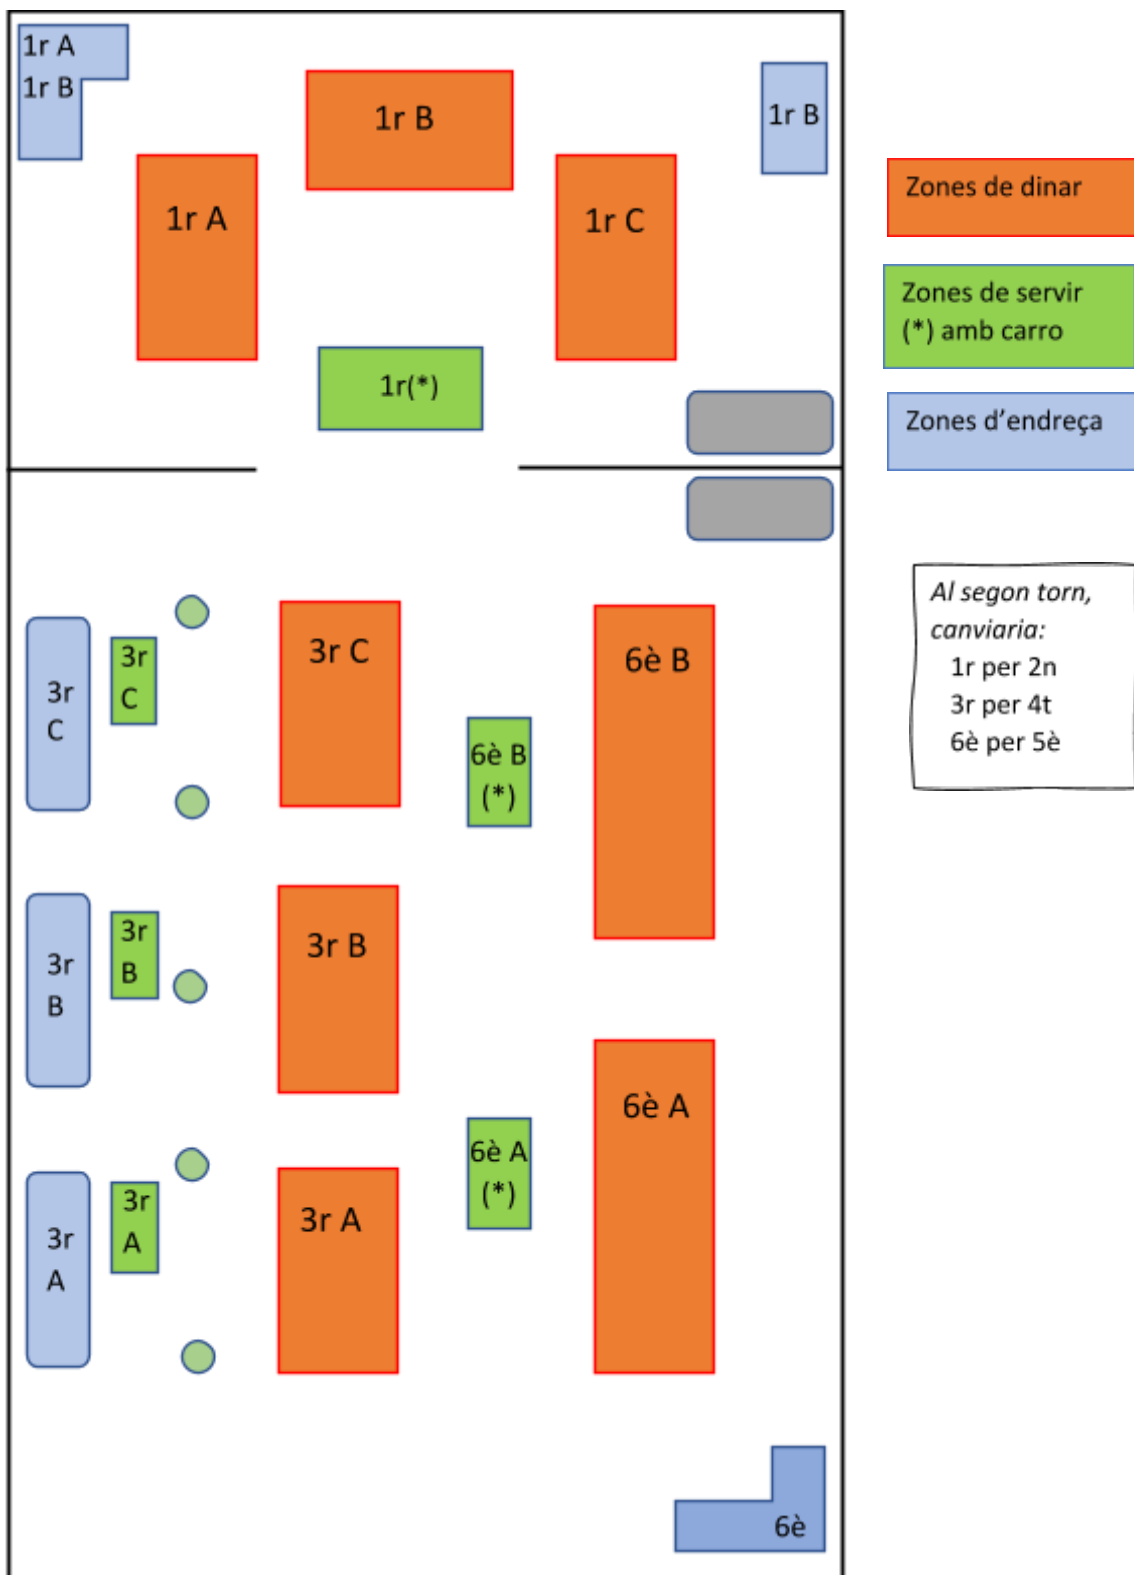 1r A
1r B
1r B
1r B
1r A
1r C
1r(*)
Zones de dinar
Zones de servir
(*) amb carro
Zones d'endreça
Al segon torn,
canviaria:
1r per 2n
3r per 4t
6è per 5è
3r
C
3r
C
3r C
6è B
(*)
6è B
3r
B
3r
B
3r B
3r
A
3r
A
3r A
6è A
(*)
6è A
6è